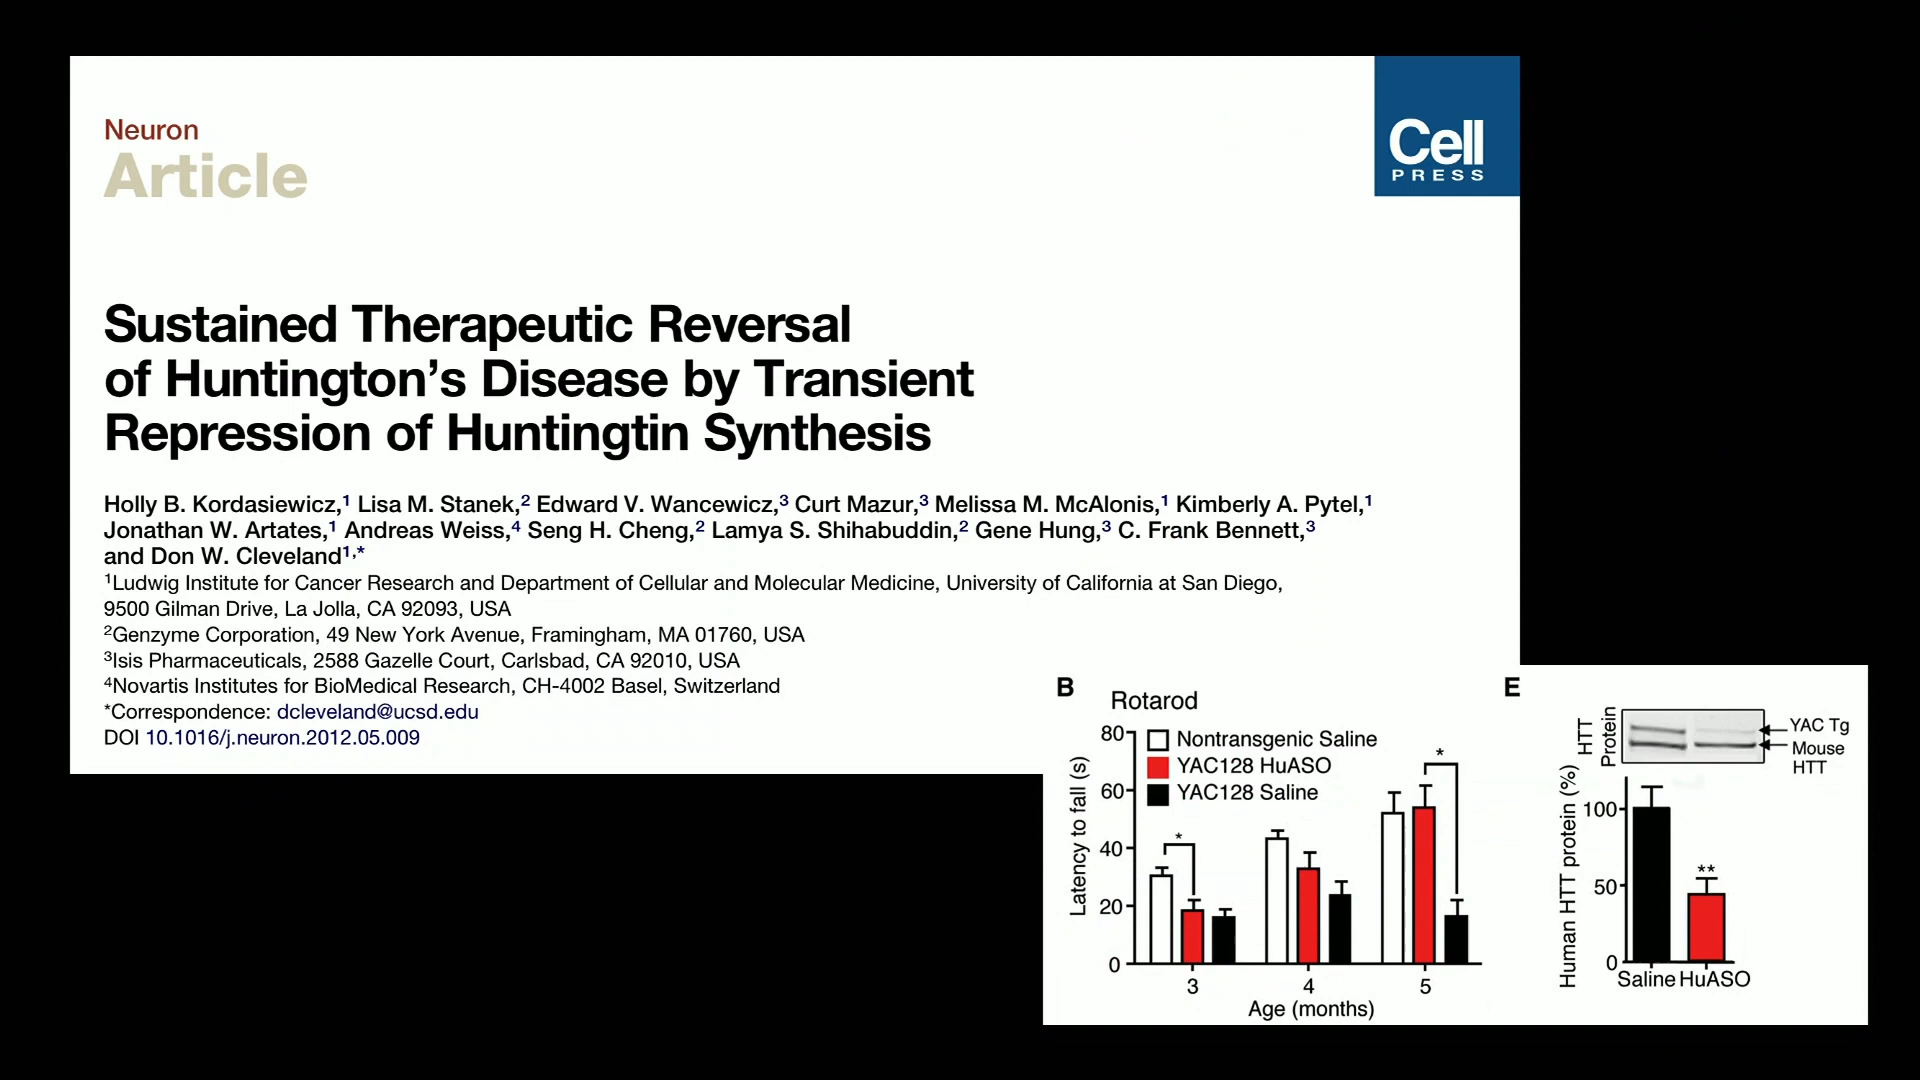 Neuron
Article
Cell
PRESS
Sustained Therapeutic Reversal
of Huntington’s Disease by Transient
Repression of Huntingtin Synthesis
Holly B. Kordasiewicz,1 Lisa M. Stanek,2 Edward V. Wancewicz,3 Curt Mazur,3 Melissa M. McAlonis,1 Kimberly A. Pytel,1
Jonathan W. Artates,1 Andreas Weiss,4 Seng H. Cheng,2 Lamya S. Shihabuddin,2 Gene Hung,3 C. Frank Bennett,3
and Don W. Cleveland1,*
1Ludwig Institute for Cancer Research and Department of Cellular and Molecular Medicine, University of California at San Diego,
9500 Gilman Drive, La Jolla, CA 92093, USA
2Genzyme Corporation, 49 New York Avenue, Framingham, MA 01760, USA
3Isis Pharmaceuticals, 2588 Gazelle Court, Carlsbad, CA 92010, USA
4Novartis Institutes for BioMedical Research, CH-4002 Basel, Switzerland
*Correspondence: dcleveland@ucsd.edu
DOI 10.1016/j.neuron.2012.05.009
B
Rotarod
Nontransgenic Saline
YAC128 HuASO
YAC128 Saline
Latency to fall (s)
80
60
40
20
0
*
*
3 4 5
Age (months)
E
HTT
Protein
YAC Tg
Mouse
HTT
Human HTT protein (%)
100
50
0
**
Saline HuASO